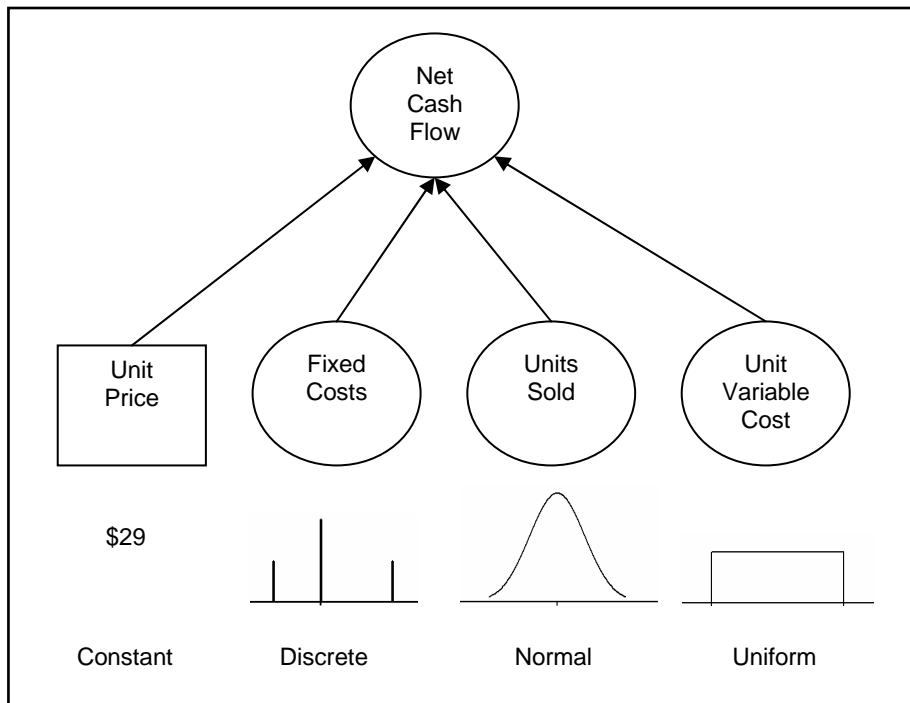 Net
Cash
Flow
Unit
Price
Fixed
Costs
Units
Sold
Unit
Variable
Cost
$29
Constant
Discrete
Normal
Uniform